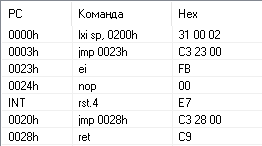 PC Команда Hex
0000h lxi sp, 0200h 31 00 02
0003h jmp 0023h C3 23 00
0023h ei FB
0024h nop 00
INT rst.4 E7
0020h jmp 0028h C3 28 00
0028h ret C9